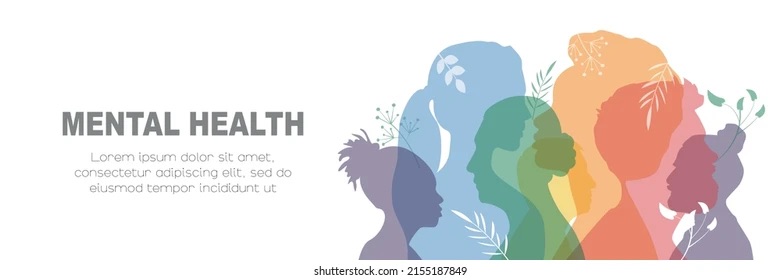 MENTAL HEALTH
Lorem ipsum dolor sit amet,
consectetur adipiscing elit, sed do
eiusmod tempor incididunt ut
shutterstock.com · 2155187849